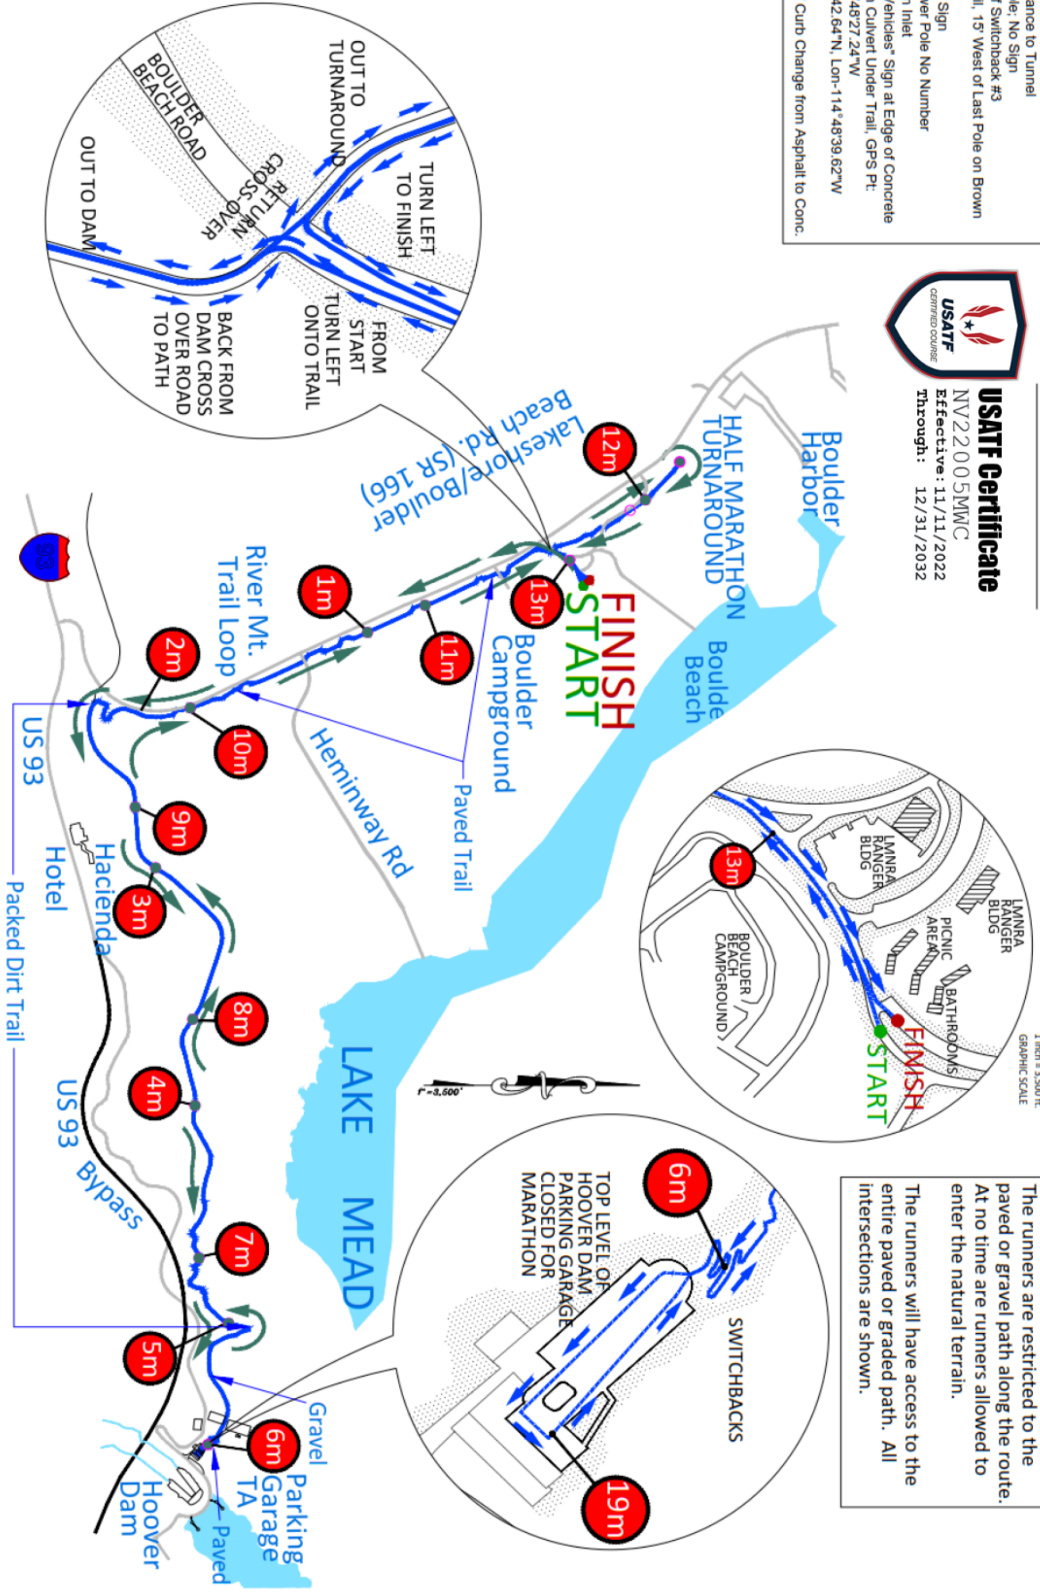 ance to Tunnel
le; No Sign
f Switchback #3
il, 15' West of Last Pole on Brown
Sign
ver Pole No Number
n Inlet
Vehicles" Sign at Edge of Concrete
n Culvert Under Trail, GPS Pt:
48'27.24"W
42.64"N, Lon-114°48'39.62"W
Curb Change from Asphalt to Conc.
USATF
CERTIFIED COURSE
USATF Certificate
NV22005MWC
Effective: 11/11/2022
Through: 12/31/2032
1 inch = 3,500 ft.
GRAPHIC SCALE
The runners are restricted to the
paved or gravel path along the route.
At no time are runners allowed to
enter the natural terrain.
The runners will have access to the
entire paved or graded path. All
intersections are shown.
LMNRA
RANGER
BLDG
LMNRA
RANGER
BLDG
PICNIC
AREA
BATHROOMS
FINISH
START
13m
BOULDER
BEACH
CAMPGROUND
OUT TO
TURNAROUND
TURN LEFT
TO FINISH
BOULDER
BEACH ROAD
RETURN
CROSS-OVER
FROM
START
TURN LEFT
ONTO TRAIL
OUT TO DAM
BACK FROM
DAM CROSS
OVER ROAD
TO PATH
Boulder
Harbor
HALF MARATHON
TURNAROUND
12m
Lakeshore/Boulder
Beach Rd. (SR 166)
13m
FINISH
START
Boulde
Beach
Boulder
Campground
11m
1m
Paved Trail
River Mt.
Trail Loop
Heminway Rd
10m
2m
93
US 93
9m
3m
Hacienda
Hotel
Packed Dirt Trail
8m
4m
US 93
Bypass
7m
5m
LAKE MEAD
1"=3,500'
6m
SWITCHBACKS
TOP LEVEL OF
HOOVER DAM
PARKING GARAGE
CLOSED FOR
MARATHON
19m
Gravel
6m
Parking
Garage
TA
Paved
Hoover
Dam